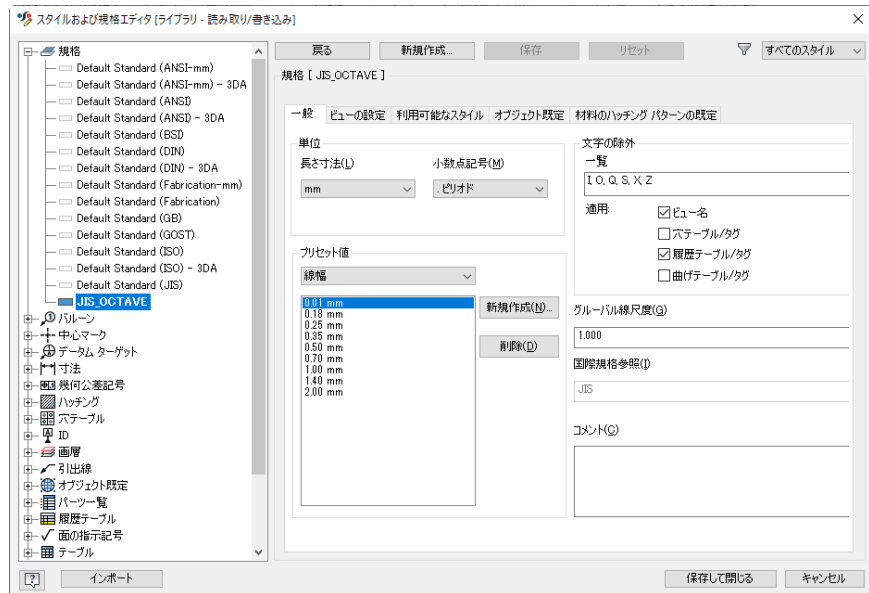 スタイルおよび規格エディタ [ライブラリ - 読み取り/書き込み]
規格
Default Standard (ANSI-mm)
Default Standard (ANSI-mm) - 3DA
Default Standard (ANSI)
Default Standard (ANSI) - 3DA
Default Standard (BSI)
Default Standard (DIN)
Default Standard (DIN) - 3DA
Default Standard (Fabrication-mm)
Default Standard (Fabrication)
Default Standard (GB)
Default Standard (GOST)
Default Standard (ISO)
Default Standard (ISO) - 3DA
Default Standard (JIS)
JIS_OCTAVE
バルーン
中心マーク
データム ターゲット
寸法
幾何公差記号
ハッチング
穴テーブル
ID
画層
引出線
オブジェクト既定
パーツ一覧
履歴テーブル
面の指示記号
テーブル
戻る 新規作成... 保存 リセット すべてのスタイル
規格 [ JIS_OCTAVE ]
一般 ビューの設定 利用可能なスタイル オブジェクト既定 材料のハッチング パターンの既定
単位
長さ寸法(L) 小数点記号(M)
mm . ピリオド
プリセット値
線幅
0.01 mm
0.18 mm
0.25 mm
0.35 mm
0.50 mm
0.70 mm
1.00 mm
1.40 mm
2.00 mm
新規作成(N)...
削除(D)
文字の除外
一覧
I, O, Q, S, X, Z
適用:
ビュー名
穴テーブル/タグ
履歴テーブル/タグ
曲げテーブル/タグ
グルーバル線尺度(G)
1.000
国際規格参照(I)
JIS
コメント(C)
? インポート 保存して閉じる キャンセル